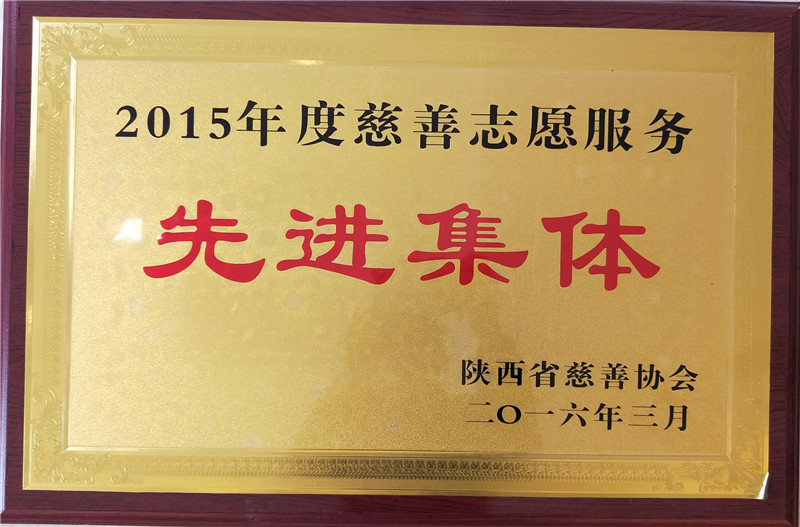 2015年度慈善志愿服务
先进集体
陕西省慈善协会
二〇一六年三月